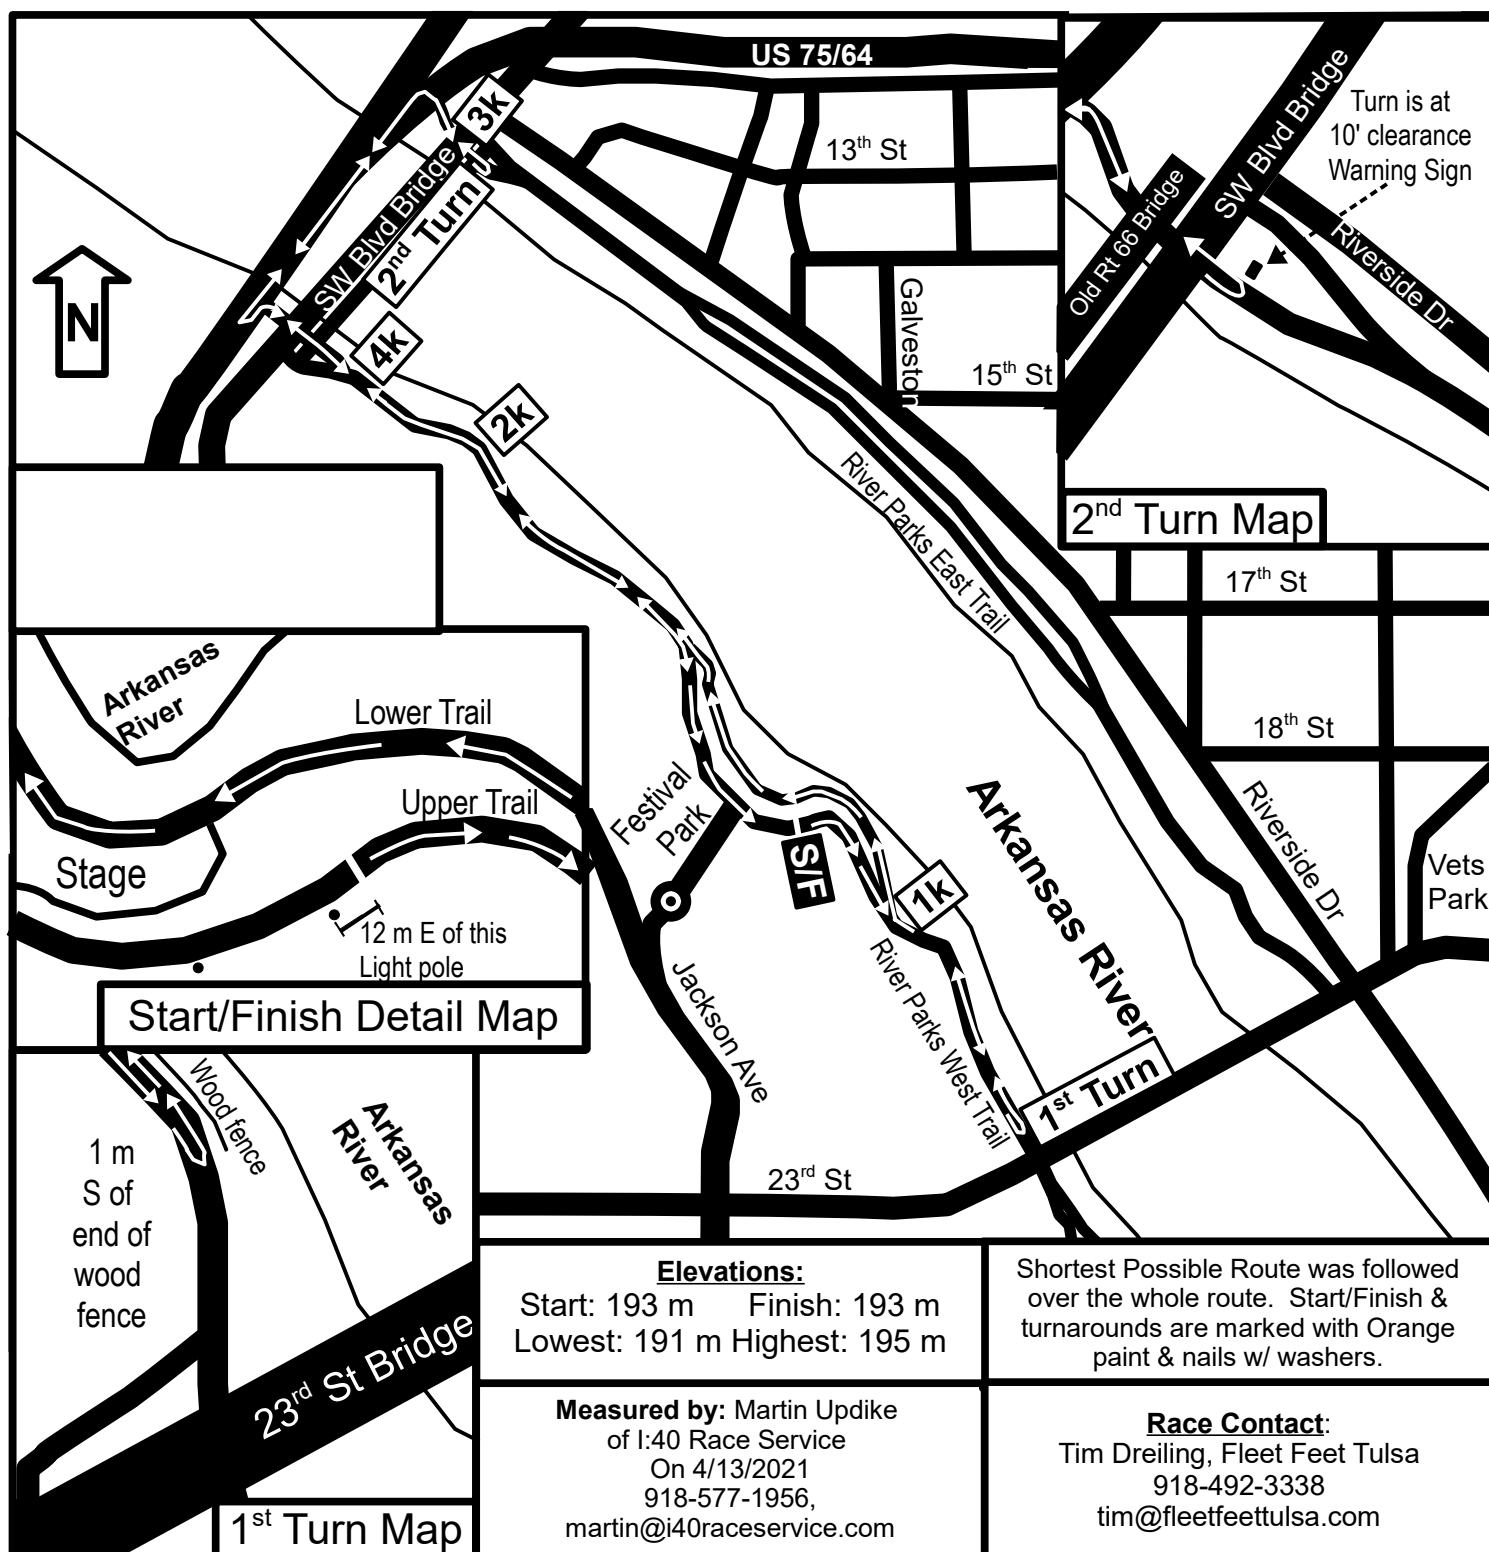 US 75/64
3k
13th St
SW Blvd Bridge
2nd Turn
N
4k
2k
Galveston
15th St
River Parks East Trail
SW Blvd Bridge
Turn is at
10' clearance
Warning Sign
Old Rt 66 Bridge
Riverside Dr
2nd Turn Map
17th St
18th St
Arkansas
River
Lower Trail
Upper Trail
Stage
12 m E of this
Light pole
Start/Finish Detail Map
Festival
Park
S/F
1k
Arkansas River
Riverside Dr
Vets
Park
Jackson Ave
River Parks West Trail
1st Turn
23rd St
Wood fence
Arkansas
River
1 m
S of
end of
wood
fence
23rd St Bridge
1st Turn Map
Elevations:
Start: 193 m Finish: 193 m
Lowest: 191 m Highest: 195 m
Shortest Possible Route was followed
over the whole route. Start/Finish &
turnarounds are marked with Orange
paint & nails w/ washers.
Measured by: Martin Updike
of I:40 Race Service
On 4/13/2021
918-577-1956,
martin@i40raceservice.com
Race Contact:
Tim Dreiling, Fleet Feet Tulsa
918-492-3338
tim@fleetfeettulsa.com